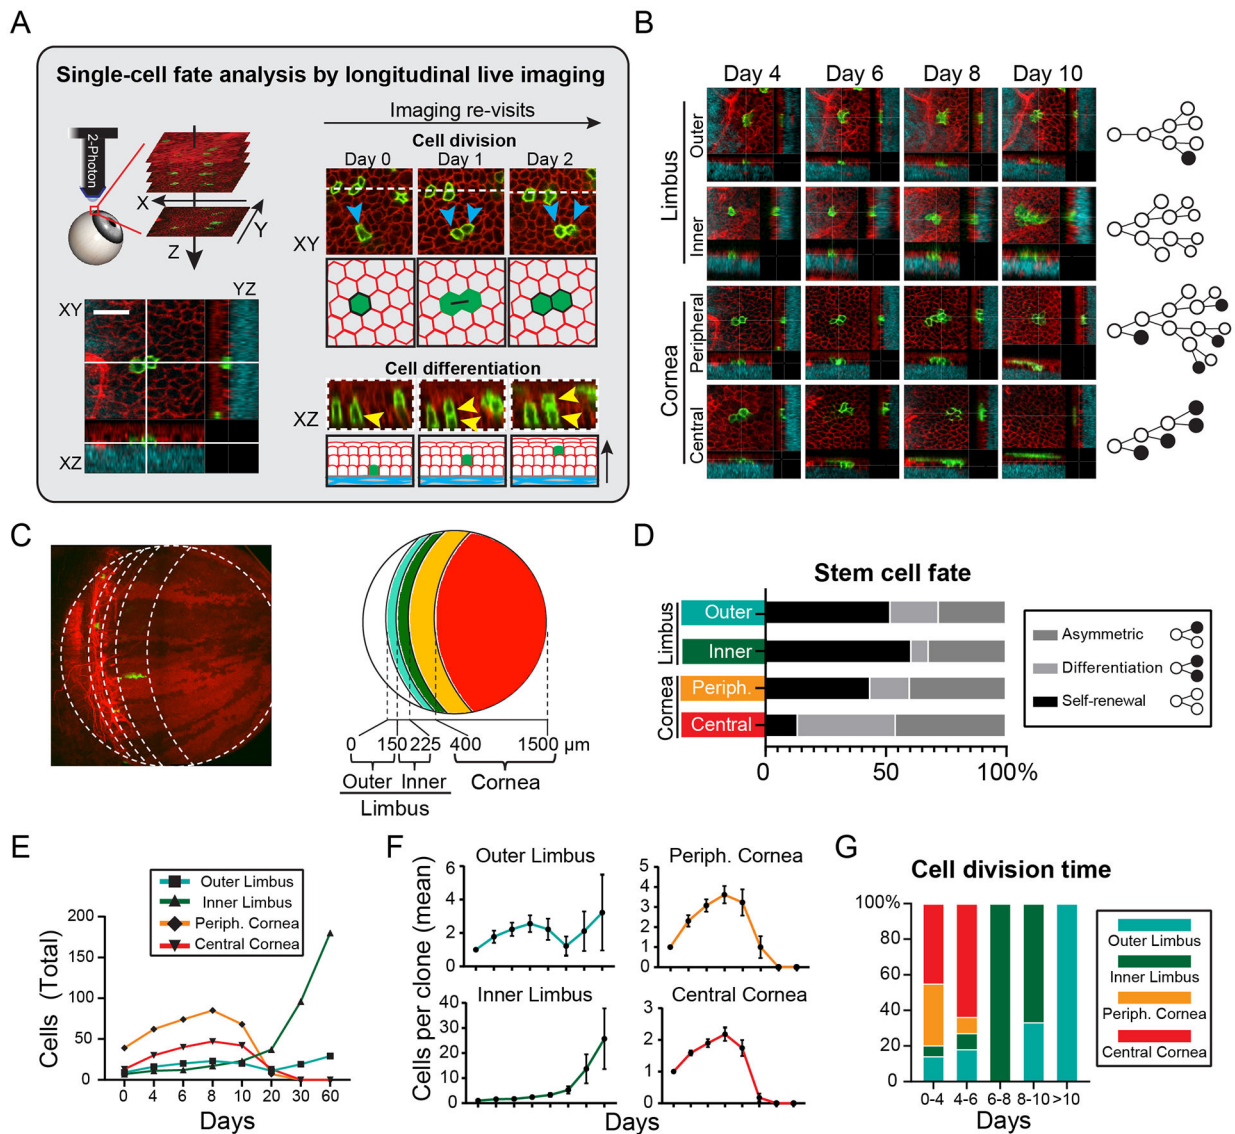 A
Single-cell fate analysis by longitudinal live imaging
2-Photon
X
Y
Z
Imaging re-visits
Cell division
Day 0 Day 1 Day 2
XY
XY
YZ
XZ
Cell differentiation
XZ
B
Day 4 Day 6 Day 8 Day 10
Limbus
Outer
Inner
Cornea
Peripheral
Central
C
0 150 225 400 1500 µm
Outer Inner Cornea
Limbus
D
Stem cell fate
Limbus
Outer
Inner
Cornea
Periph.
Central
0 50 100%
Asymmetric
Differentiation
Self-renewal
E
Outer Limbus
Inner Limbus
Periph. Cornea
Central Cornea
Cells (Total)
200
150
100
50
0
0 4 6 8 10 20 30 60
Days
F
Cells per clone (mean)
Outer Limbus
6
4
2
0
Periph. Cornea
5
4
3
2
1
0
Inner Limbus
40
30
20
10
0
Central Cornea
3
2
1
0
Days
G
Cell division time
100%
80
60
40
20
0
0-4 4-6 6-8 8-10 >10
Days
Outer Limbus
Inner Limbus
Periph. Cornea
Central Cornea